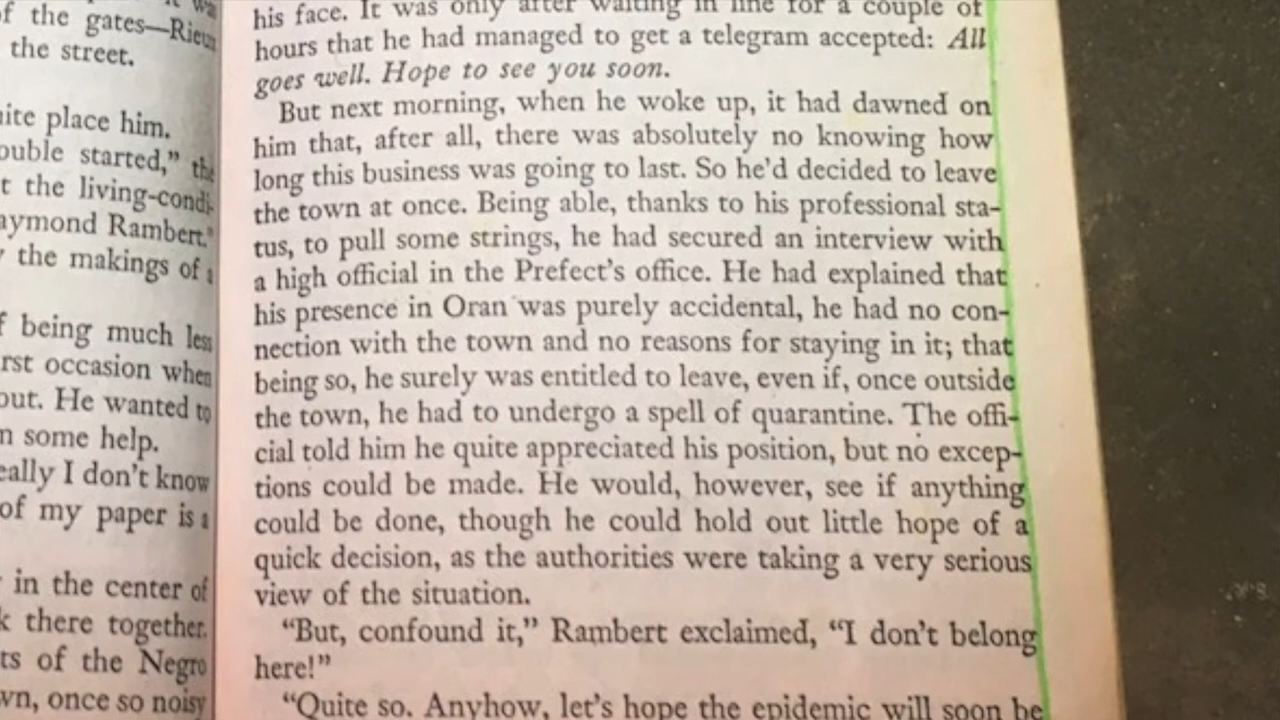 of the gates—Rieux
the street.
place him.
started," the
the living-condi-
Raymond Rambert."
the makings of a
being much less
occasion when
He wanted to
some help.
I don't know
of my paper is a
in the center of
there together.
of the Negro
once so noisy
his face. It was only after waiting in line for a couple of
hours that he had managed to get a telegram accepted: All
goes well. Hope to see you soon.
But next morning, when he woke up, it had dawned on
him that, after all, there was absolutely no knowing how
long this business was going to last. So he'd decided to leave
the town at once. Being able, thanks to his professional sta-
tus, to pull some strings, he had secured an interview with
a high official in the Prefect's office. He had explained that
his presence in Oran was purely accidental, he had no con-
nection with the town and no reasons for staying in it; that
being so, he surely was entitled to leave, even if, once outside
the town, he had to undergo a spell of quarantine. The offi-
cial told him he quite appreciated his position, but no excep-
tions could be made. He would, however, see if anything
could be done, though he could hold out little hope of a
quick decision, as the authorities were taking a very serious
view of the situation.
"But, confound it," Rambert exclaimed, "I don't belong
here!"
"Quite so. Anyhow, let's hope the epidemic will soon be